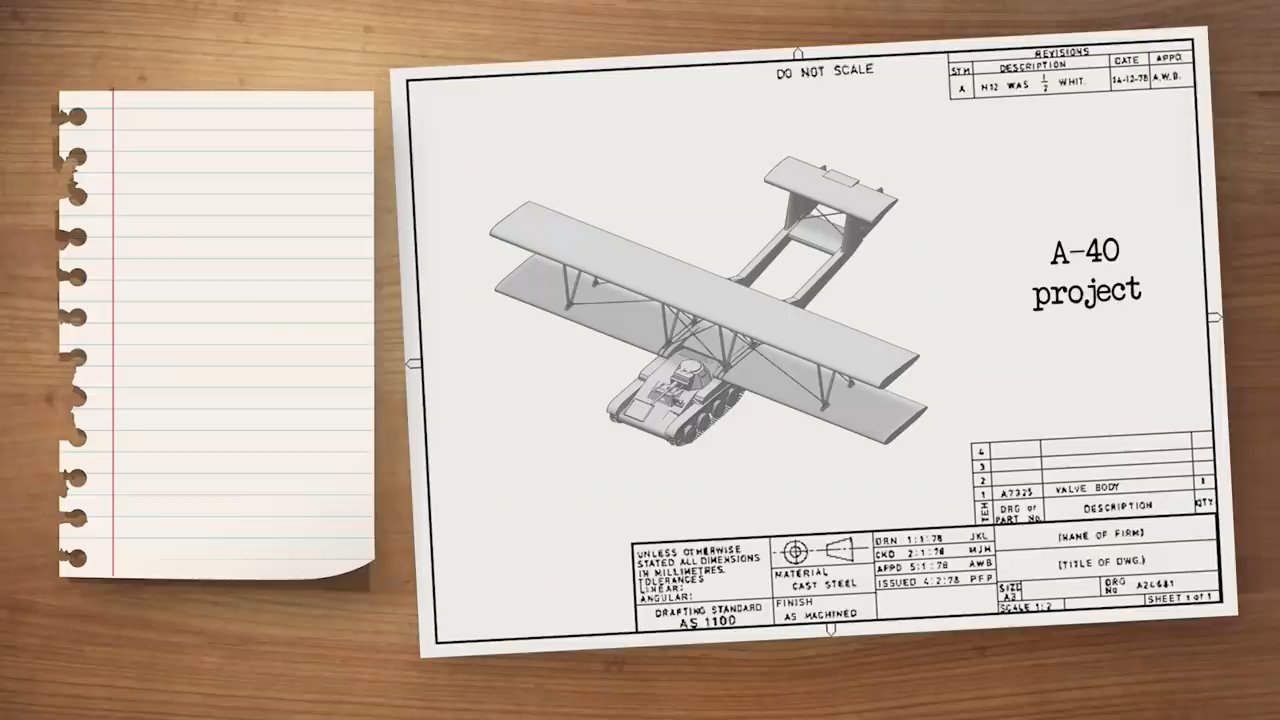 DO NOT SCALE
REVISIONS
SYM DESCRIPTION DATE APPD.
A N12 WAS 1/2 WHIT. 14-12-78 A.W.B.
A-40
project
4
3
2
1 A7325 VALVE BODY 1
ITEM DRG or PART No. DESCRIPTION QTY
UNLESS OTHERWISE
STATED ALL DIMENSIONS
IN MILLIMETRES.
TOLERANCES
LINEAR:
ANGULAR:
DRAFTING STANDARD
AS 1100
MATERIAL
CAST STEEL
FINISH
AS MACHINED
DRN 1:1:78 JKL
CKD 2:1:78 MJH
APPD 5:1:78 AWB
ISSUED 4:2:78 PFP
(NAME OF FIRM)
(TITLE OF DWG.)
SIZE A3
DRG No A2L681
SCALE 1:2
SHEET 1 of 1